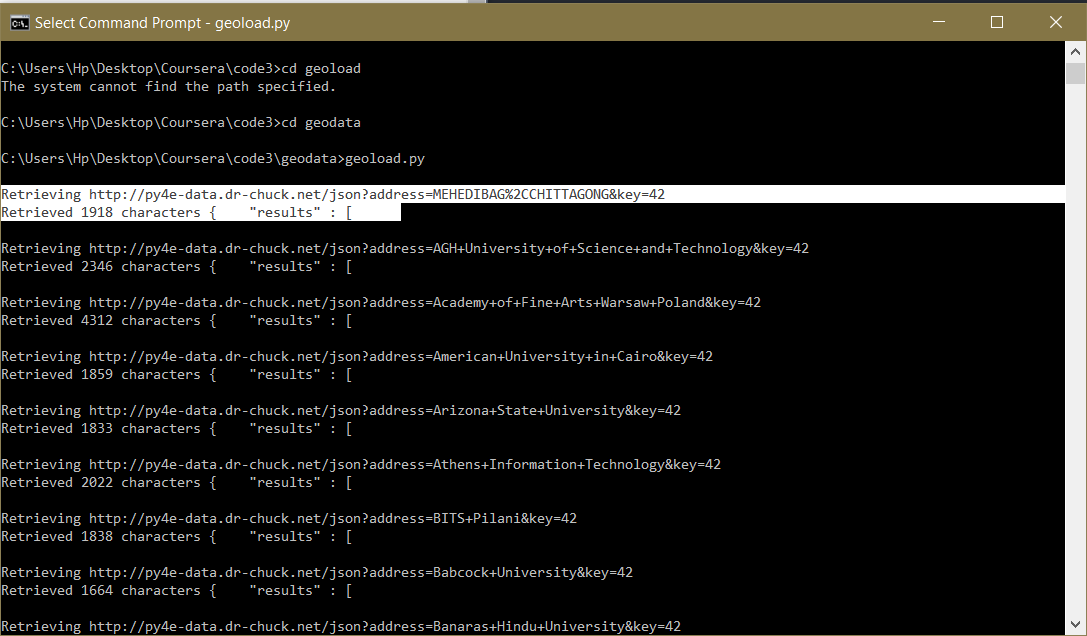 Select Command Prompt - geoload.py
C:\Users\Hp\Desktop\Coursera\code3>cd geoload
The system cannot find the path specified.
C:\Users\Hp\Desktop\Coursera\code3>cd geodata
C:\Users\Hp\Desktop\Coursera\code3\geodata>geoload.py
Retrieving http://py4e-data.dr-chuck.net/json?address=MEHEDIBAG%2CCHITTAGONG&key=42
Retrieved 1918 characters {    "results" : [
Retrieving http://py4e-data.dr-chuck.net/json?address=AGH+University+of+Science+and+Technology&key=42
Retrieved 2346 characters {    "results" : [
Retrieving http://py4e-data.dr-chuck.net/json?address=Academy+of+Fine+Arts+Warsaw+Poland&key=42
Retrieved 4312 characters {    "results" : [
Retrieving http://py4e-data.dr-chuck.net/json?address=American+University+in+Cairo&key=42
Retrieved 1859 characters {    "results" : [
Retrieving http://py4e-data.dr-chuck.net/json?address=Arizona+State+University&key=42
Retrieved 1833 characters {    "results" : [
Retrieving http://py4e-data.dr-chuck.net/json?address=Athens+Information+Technology&key=42
Retrieved 2022 characters {    "results" : [
Retrieving http://py4e-data.dr-chuck.net/json?address=BITS+Pilani&key=42
Retrieved 1838 characters {    "results" : [
Retrieving http://py4e-data.dr-chuck.net/json?address=Babcock+University&key=42
Retrieved 1664 characters {    "results" : [
Retrieving http://py4e-data.dr-chuck.net/json?address=Banaras+Hindu+University&key=42